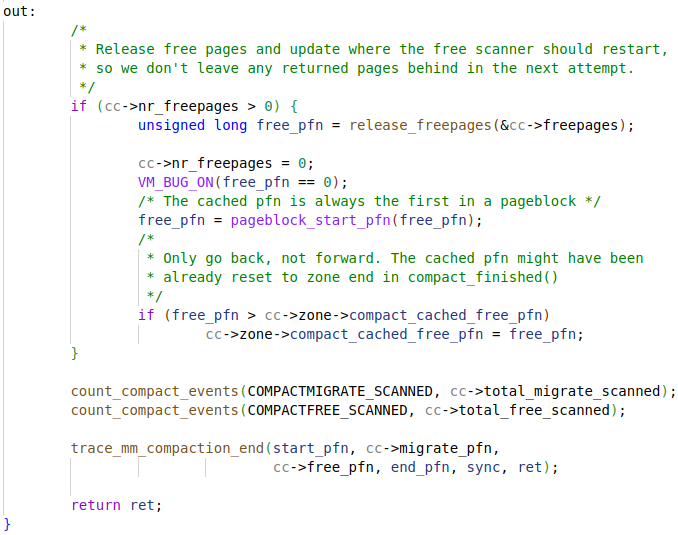 out:
/*
* Release free pages and update where the free scanner should restart,
* so we don't leave any returned pages behind in the next attempt.
*/
if (cc->nr_freepages > 0) {
unsigned long free_pfn = release_freepages(&cc->freepages);
cc->nr_freepages = 0;
VM_BUG_ON(free_pfn == 0);
/* The cached pfn is always the first in a pageblock */
free_pfn = pageblock_start_pfn(free_pfn);
/*
* Only go back, not forward. The cached pfn might have been
* already reset to zone end in compact_finished()
*/
if (free_pfn > cc->zone->compact_cached_free_pfn)
cc->zone->compact_cached_free_pfn = free_pfn;
}
count_compact_events(COMPACTMIGRATE_SCANNED, cc->total_migrate_scanned);
count_compact_events(COMPACTFREE_SCANNED, cc->total_free_scanned);
trace_mm_compaction_end(start_pfn, cc->migrate_pfn,
cc->free_pfn, end_pfn, sync, ret);
return ret;
}